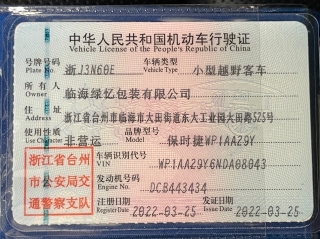 中华人民共和国机动车行驶证
Vehicle License of the People's Republic of China
号牌号码 浙J3N60E 车辆类型 小型越野客车
Plate No. Vehicle Type
所有人 临海绿忆包装有限公司
Owner
住址 浙江省台州市临海市大田街道东大工业园大田路525号
Address
使用性质 非营运 品牌型号 保时捷WP1AA29Y
Use Character Model
浙江省台州市公安局交通警察支队
车辆识别代号 WP1AA29Y6NDA08043
VIN
发动机号码 DCB443434
Engine No.
注册日期 2022-03-25 发证日期 2022-03-25
Register Date Issue Date